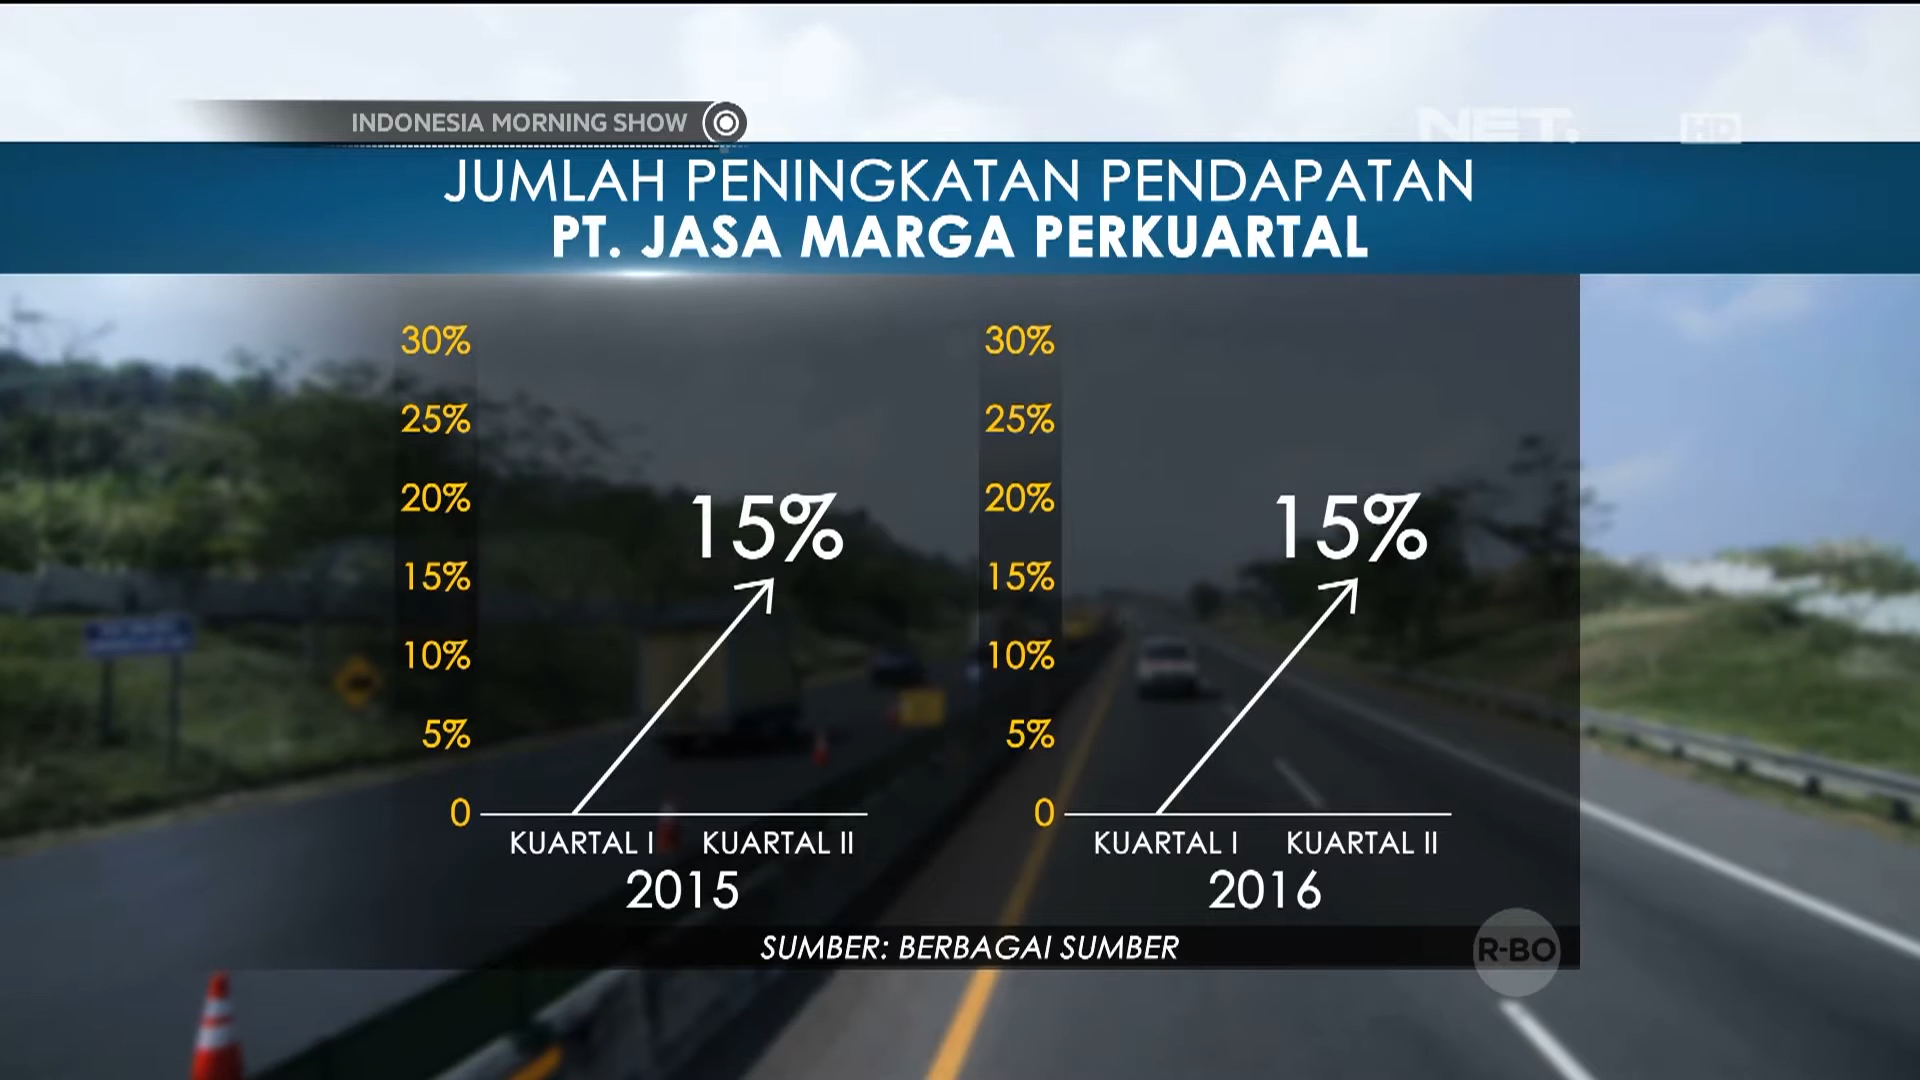 INDONESIA MORNING SHOW
NET.
HD
JUMLAH PENINGKATAN PENDAPATAN
PT. JASA MARGA PERKUARTAL
30%
25%
20%
15%
10%
5%
0
15%
KUARTAL I KUARTAL II
2015
30%
25%
20%
15%
10%
5%
0
15%
KUARTAL I KUARTAL II
2016
SUMBER: BERBAGAI SUMBER
R-BO